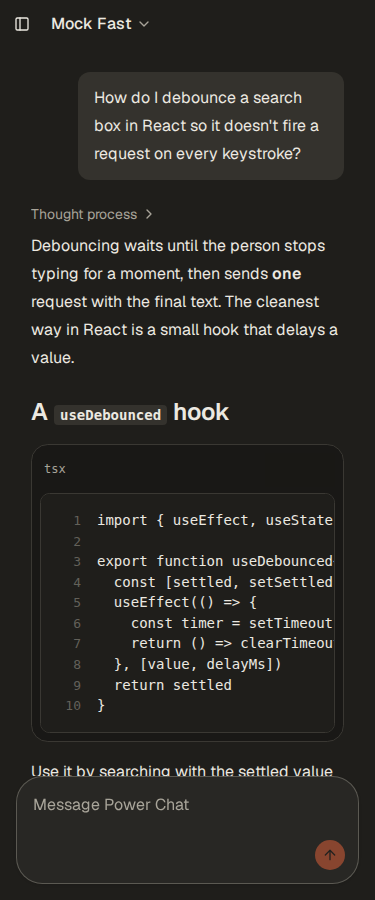 Mock Fast
How do I debounce a search
box in React so it doesn't fire a
request on every keystroke?
Thought process
Debouncing waits until the person stops
typing for a moment, then sends one
request with the final text. The cleanest
way in React is a small hook that delays a
value.
A useDebounced hook
tsx
1 import { useEffect, useState
2
3 export function useDebounced
4   const [settled, setSettled
5   useEffect(() => {
6     const timer = setTimeout
7     return () => clearTimeou
8   }, [value, delayMs])
9   return settled
10 }
Use it by searching with the settled value
Message Power Chat